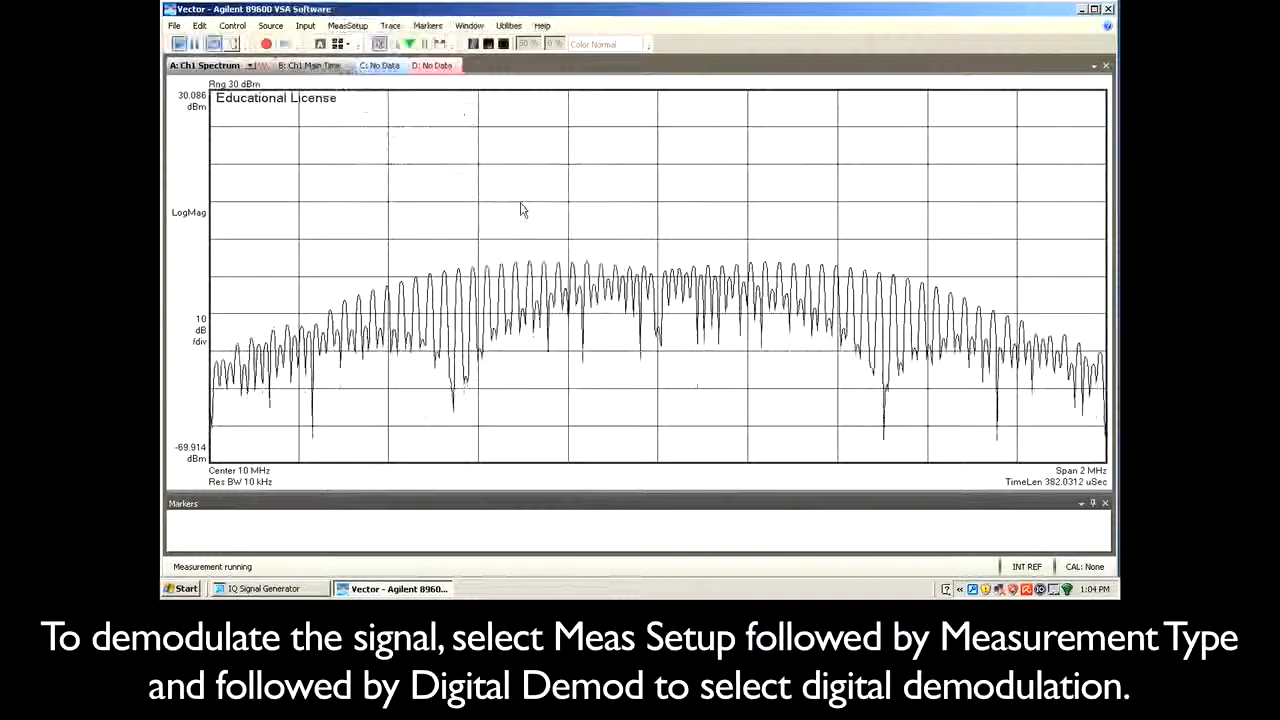 Vector - Agilent 89600 VSA Software
File Edit Control Source Input MeasSetup Trace Markers Window Utilities Help
A 50 % 0 % Color Normal
A: Ch1 Spectrum B: Ch1 Main Time C: No Data D: No Data
Rng 30 dBm
30.086
dBm
Educational License
LogMag
10
dB
/div
-69.914
dBm
Center 10 MHz Span 2 MHz
Res BW 10 kHz TimeLen 382.0312 uSec
Markers
Measurement running INT REF CAL: None
Start IQ Signal Generator Vector - Agilent 8960... 1:04 PM
To demodulate the signal, select Meas Setup followed by Measurement Type
and followed by Digital Demod to select digital demodulation.